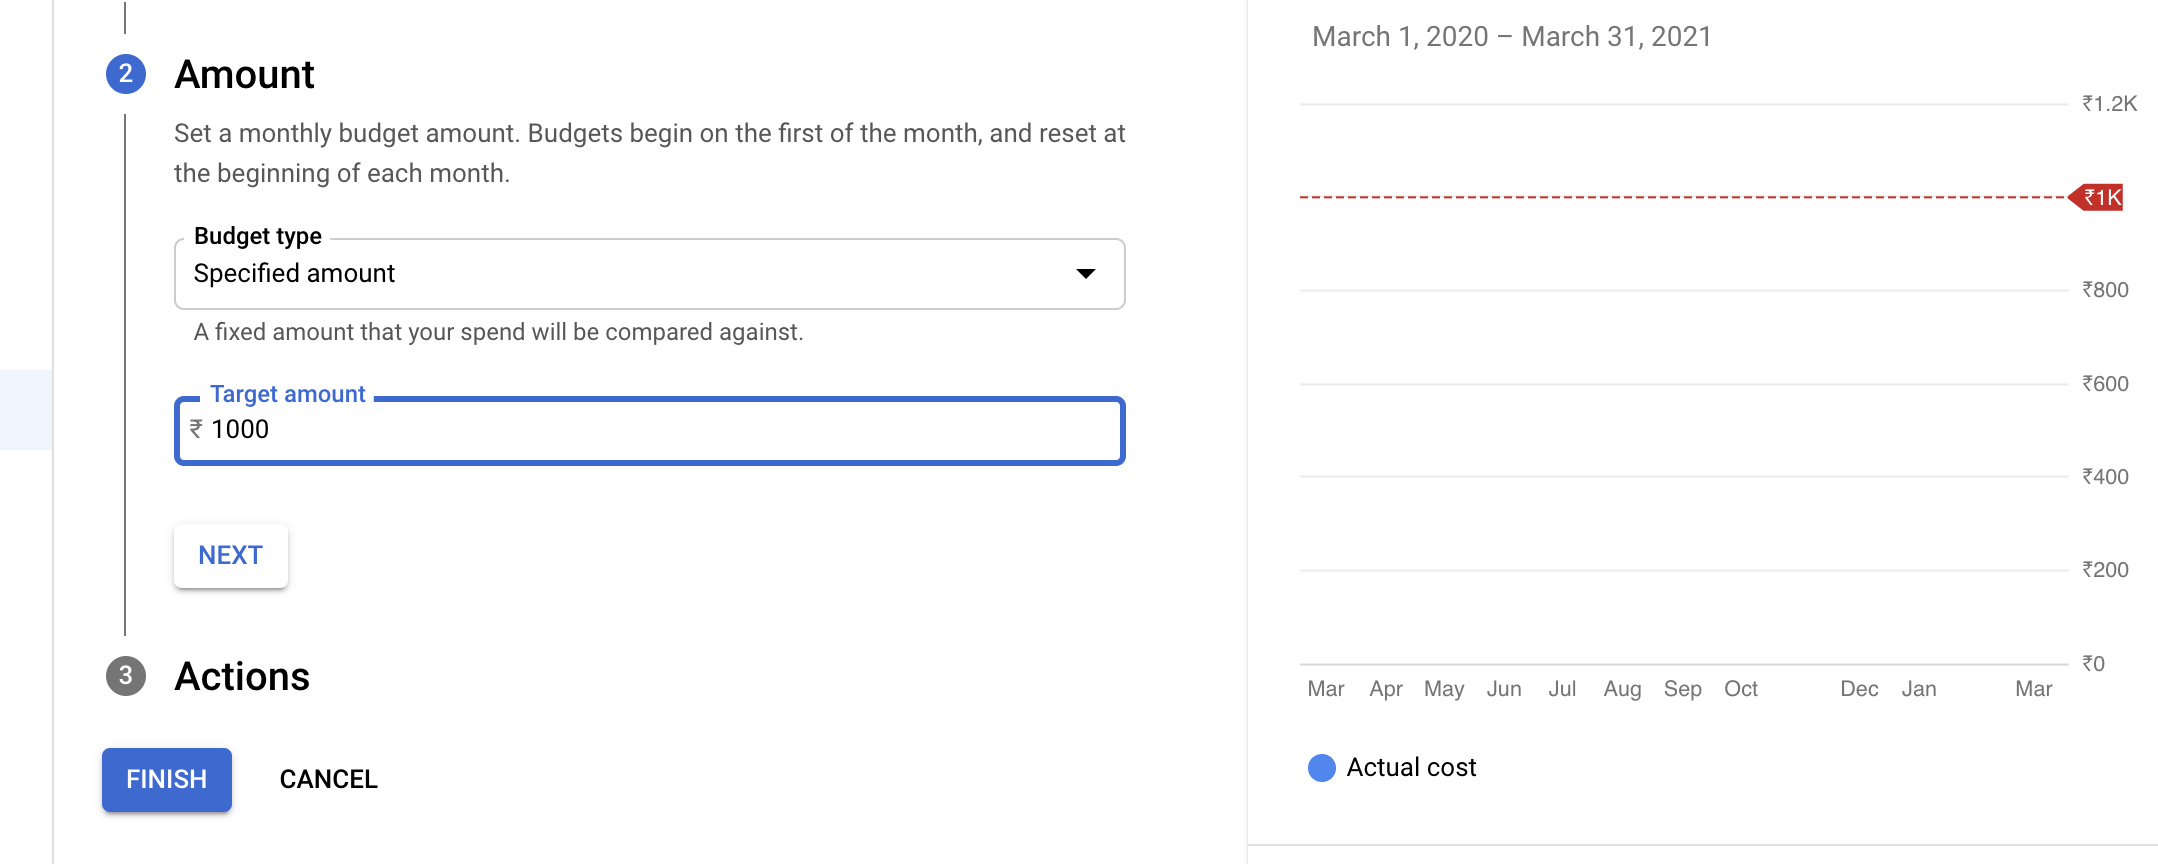 2
Amount
Set a monthly budget amount. Budgets begin on the first of the month, and reset at
the beginning of each month.
Budget type
Specified amount
A fixed amount that your spend will be compared against.
Target amount
₹ 1000
NEXT
3
Actions
FINISH
CANCEL
March 1, 2020 – March 31, 2021
₹1.2K
₹1K
₹800
₹600
₹400
₹200
₹0
Mar Apr May Jun Jul Aug Sep Oct Dec Jan Mar
Actual cost